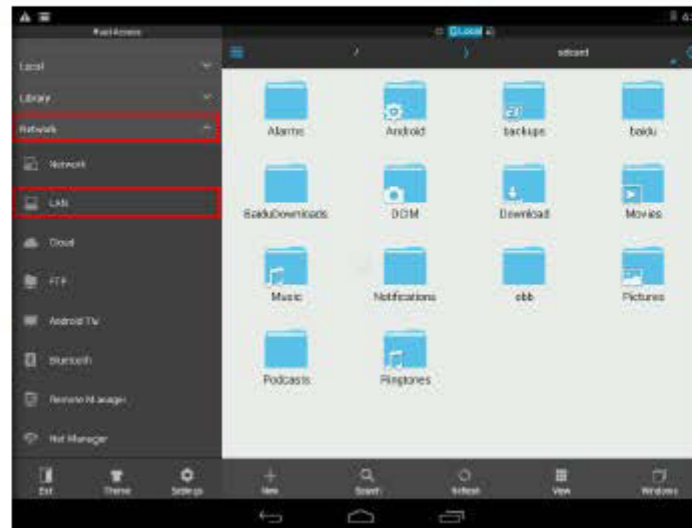 Fast Access
Local
Local
/
sdcard
Library
Network
Network
LAN
Cloud
FTP
Android TV
Bluetooth
Remote Manager
Net Manager
Alarms
Android
backups
baidu
BaiduDownloads
DCIM
Download
Movies
Music
Notifications
obb
Pictures
Podcasts
Ringtones
Exit
Theme
Settings
New
Search
Refresh
View
Windows